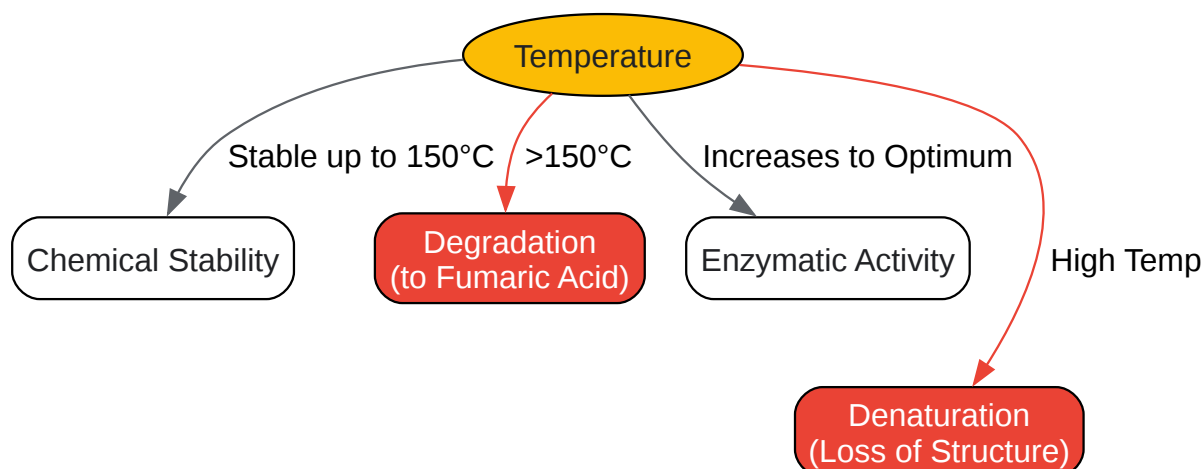 Temperature
Stable up to 150°C
>150°C
Increases to Optimum
Chemical Stability
Degradation
(to Fumaric Acid)
Enzymatic Activity
High Temp
Denaturation
(Loss of Structure)